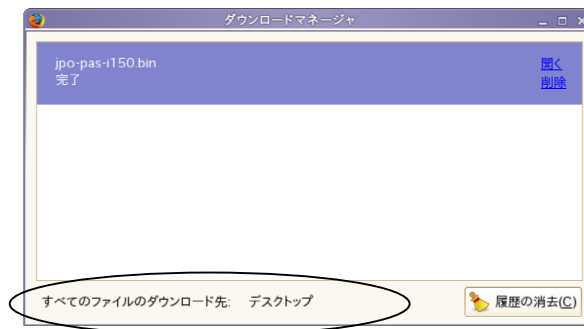 ダウンロードマネージャ
jpo-pas-i150.bin
開く
完了
削除
すべてのファイルのダウンロード先: デスクトップ
履歴の消去(C)